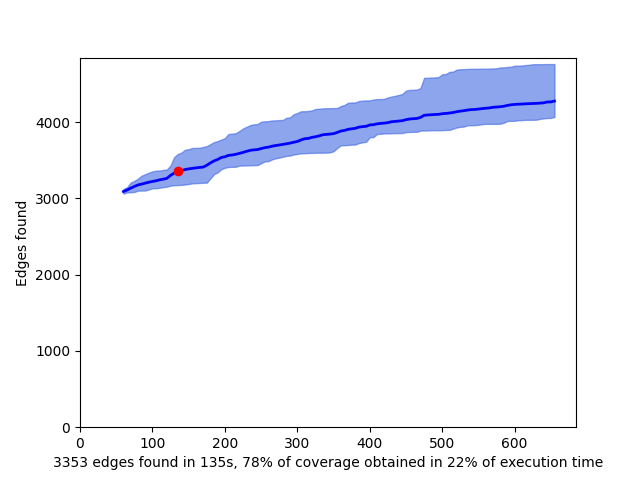 4000
3000
2000
1000
0
Edges found
0 100 200 300 400 500 600
3353 edges found in 135s, 78% of coverage obtained in 22% of execution time